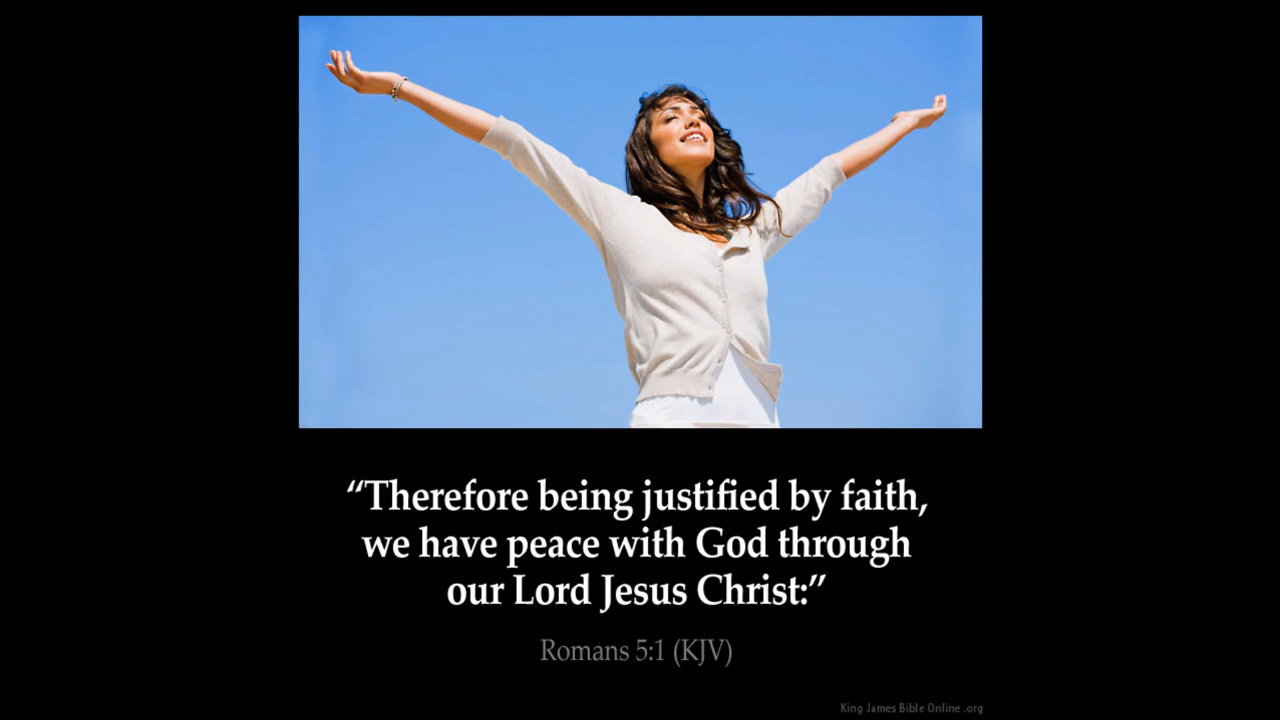 “Therefore being justified by faith,
we have peace with God through
our Lord Jesus Christ:”
Romans 5:1 (KJV)
King James Bible Online .org